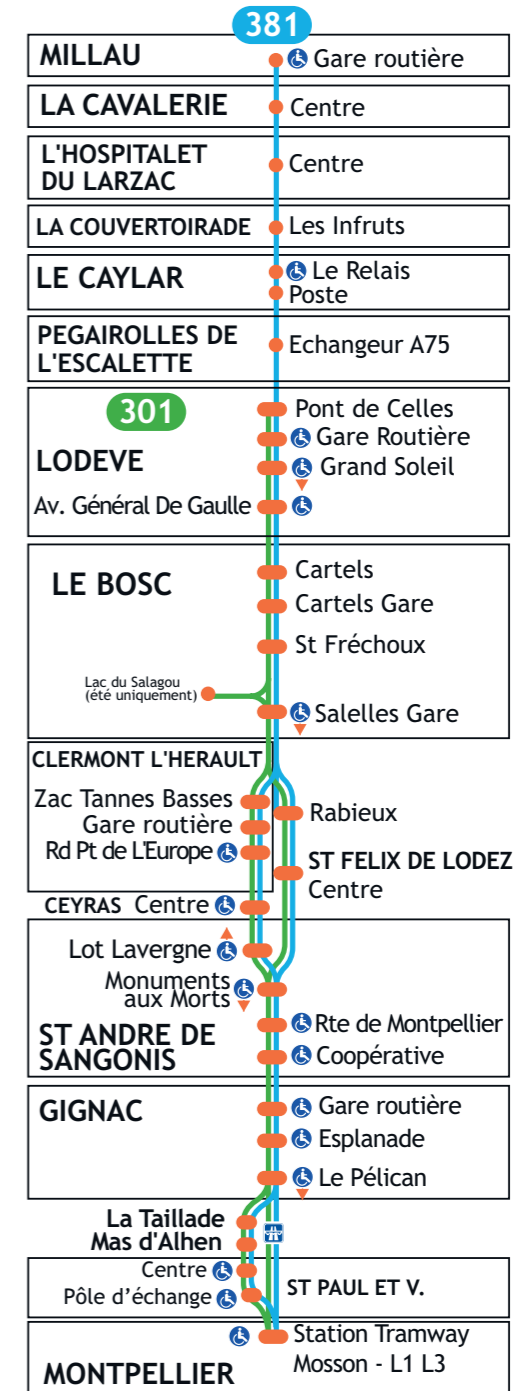 381
MILLAU
Gare routière
LA CAVALERIE
Centre
L'HOSPITALET
DU LARZAC
Centre
LA COUVERTOIRADE
Les Infruts
LE CAYLAR
Le Relais
Poste
PEGAIROLLES DE
L'ESCALETTE
Echangeur A75
301
LODEVE
Pont de Celles
Gare Routière
Grand Soleil
Av. Général De Gaulle
LE BOSC
Cartels
Cartels Gare
St Fréchoux
Lac du Salagou
(été uniquement)
Salelles Gare
CLERMONT L'HERAULT
Zac Tannes Basses
Gare routière
Rd Pt de L'Europe
Rabieux
ST FELIX DE LODEZ
Centre
CEYRAS Centre
Lot Lavergne
Monuments
aux Morts
ST ANDRE DE
SANGONIS
Rte de Montpellier
Coopérative
GIGNAC
Gare routière
Esplanade
Le Pélican
La Taillade
Mas d'Alhen
Centre
Pôle d'échange
ST PAUL ET V.
MONTPELLIER
Station Tramway
Mosson - L1 L3